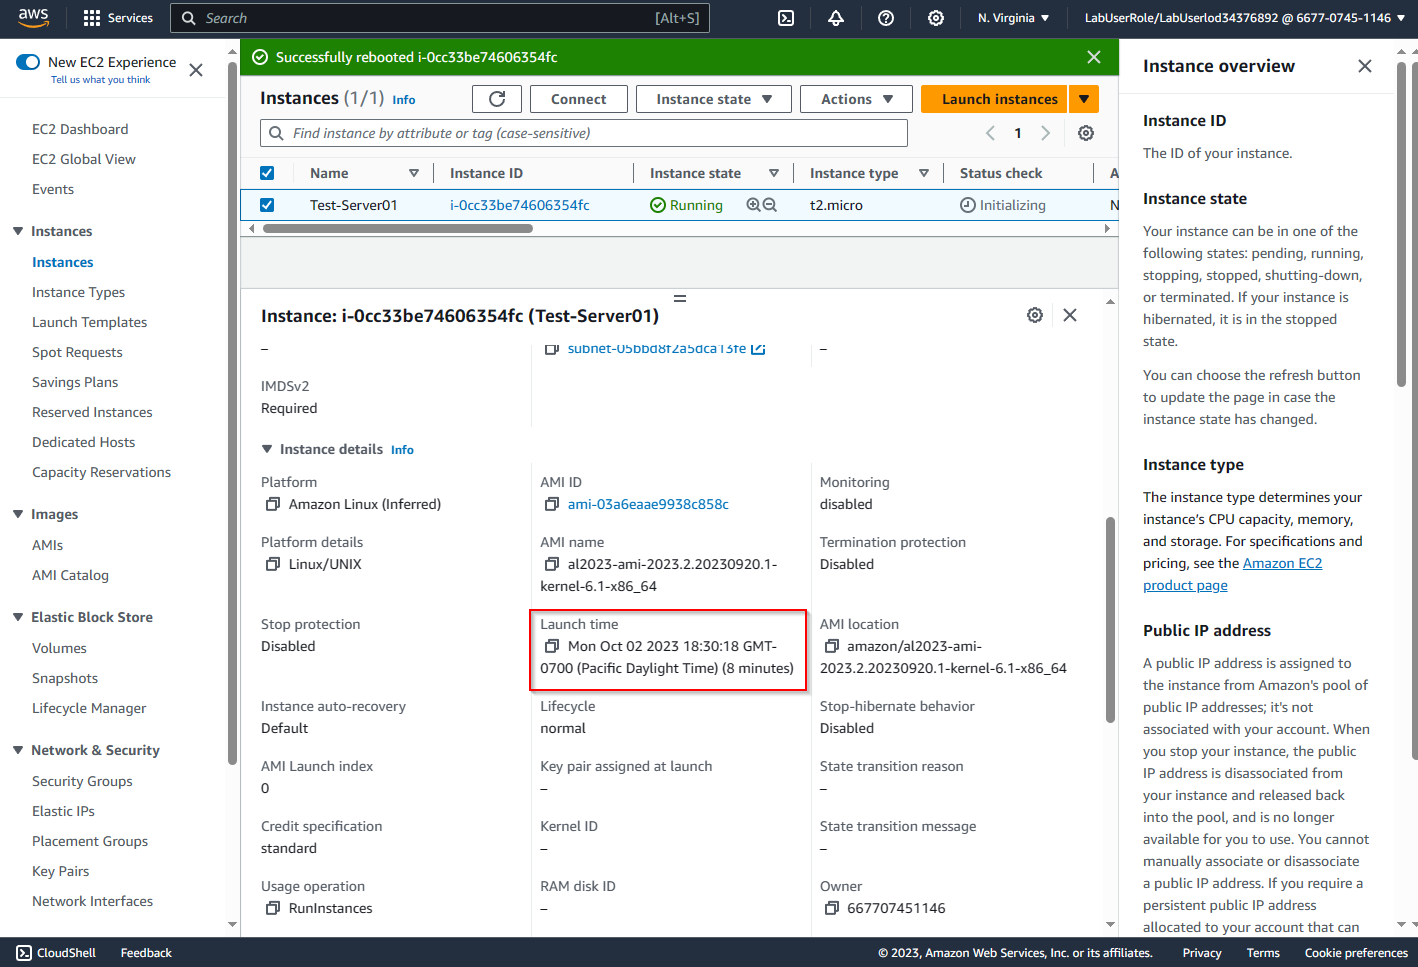 aws
Services
Search
[Alt+S]
N. Virginia
LabUserRole/LabUserlod34376892 @ 6677-0745-1146
New EC2 Experience
Tell us what you think
EC2 Dashboard
EC2 Global View
Events
Instances
Instances
Instance Types
Launch Templates
Spot Requests
Savings Plans
Reserved Instances
Dedicated Hosts
Capacity Reservations
Images
AMIs
AMI Catalog
Elastic Block Store
Volumes
Snapshots
Lifecycle Manager
Network & Security
Security Groups
Elastic IPs
Placement Groups
Key Pairs
Network Interfaces
Successfully rebooted i-0cc33be74606354fc
Instances (1/1) Info
Connect
Instance state
Actions
Launch instances
Find instance by attribute or tag (case-sensitive)
1
Name
Instance ID
Instance state
Instance type
Status check
A
Test-Server01
i-0cc33be74606354fc
Running
t2.micro
Initializing
N
Instance: i-0cc33be74606354fc (Test-Server01)
–
subnet-05bbd8f2a5dca13fe
–
IMDSv2
Required
Instance details Info
Platform
Amazon Linux (Inferred)
AMI ID
ami-03a6eaae9938c858c
Monitoring
disabled
Platform details
Linux/UNIX
AMI name
al2023-ami-2023.2.20230920.1-
kernel-6.1-x86_64
Termination protection
Disabled
Stop protection
Disabled
Launch time
Mon Oct 02 2023 18:30:18 GMT-
0700 (Pacific Daylight Time) (8 minutes)
AMI location
amazon/al2023-ami-
2023.2.20230920.1-kernel-6.1-x86_64
Instance auto-recovery
Default
Lifecycle
normal
Stop-hibernate behavior
Disabled
AMI Launch index
0
Key pair assigned at launch
–
State transition reason
–
Credit specification
standard
Kernel ID
–
State transition message
–
Usage operation
RunInstances
RAM disk ID
–
Owner
667707451146
Instance overview
Instance ID
The ID of your instance.
Instance state
Your instance can be in one of the
following states: pending, running,
stopping, stopped, shutting-down,
or terminated. If your instance is
hibernated, it is in the stopped
state.
You can choose the refresh button
to update the page in case the
instance state has changed.
Instance type
The instance type determines your
instance's CPU capacity, memory,
and storage. For specifications and
pricing, see the Amazon EC2
product page
Public IP address
A public IP address is assigned to
the instance from Amazon's pool of
public IP addresses; it's not
associated with your account. When
you stop your instance, the public
IP address is disassociated from
your instance and released back
into the pool, and is no longer
available for you to use. You cannot
manually associate or disassociate
a public IP address. If you require a
persistent public IP address
allocated to your account that can
CloudShell
Feedback
© 2023, Amazon Web Services, Inc. or its affiliates.
Privacy
Terms
Cookie preferences